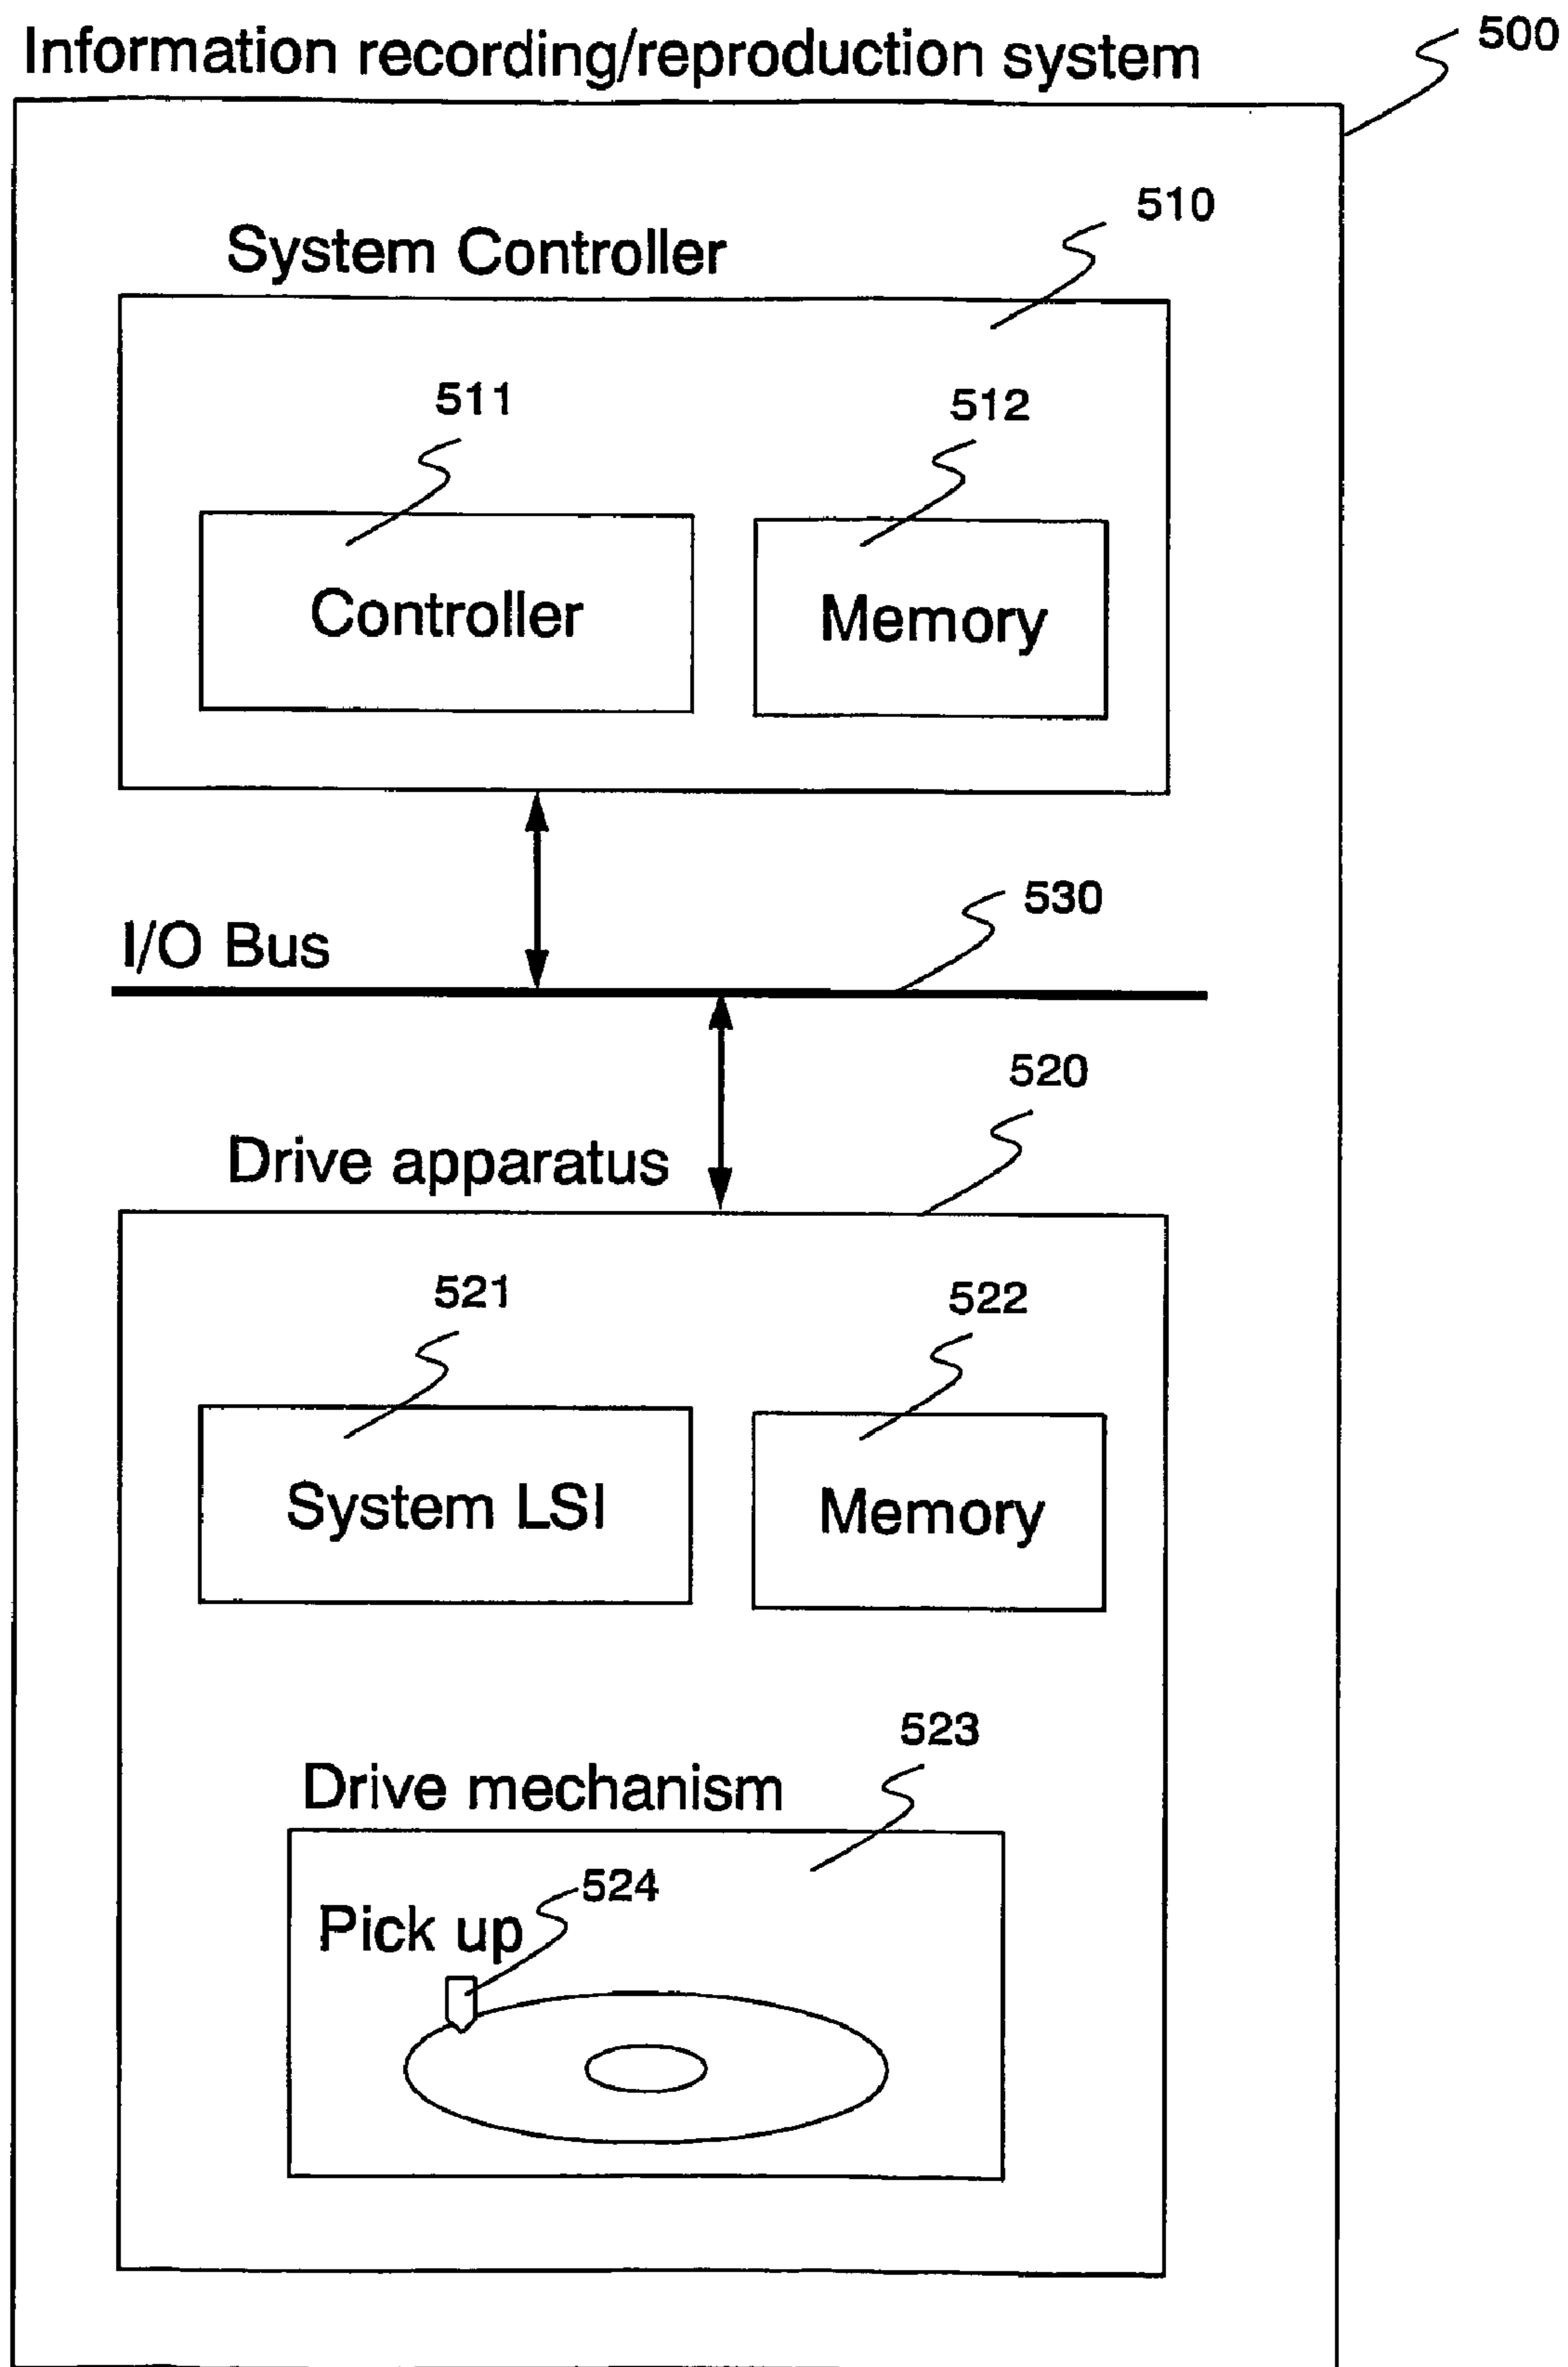 Information recording/reproduction system
500
510
System Controller
511
512
Controller
Memory
530
I/O Bus
520
Drive apparatus
521
522
System LSI
Memory
523
Drive mechanism
524
Pick up